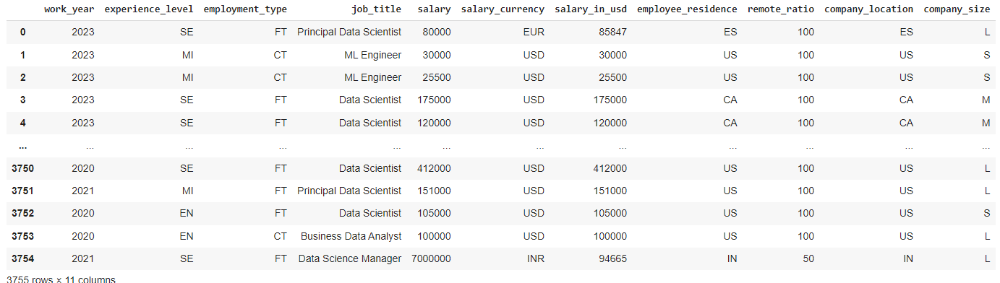 work_year experience_level employment_type job_title salary salary_currency salary_in_usd employee_residence remote_ratio company_location company_size
0 2023 SE FT Principal Data Scientist 80000 EUR 85847 ES 100 ES L
1 2023 MI CT ML Engineer 30000 USD 30000 US 100 US S
2 2023 MI CT ML Engineer 25500 USD 25500 US 100 US S
3 2023 SE FT Data Scientist 175000 USD 175000 CA 100 CA M
4 2023 SE FT Data Scientist 120000 USD 120000 CA 100 CA M
... ... ... ... ... ... ... ... ... ... ... ...
3750 2020 SE FT Data Scientist 412000 USD 412000 US 100 US L
3751 2021 MI FT Principal Data Scientist 151000 USD 151000 US 100 US L
3752 2020 EN FT Data Scientist 105000 USD 105000 US 100 US S
3753 2020 EN CT Business Data Analyst 100000 USD 100000 US 100 US L
3754 2021 SE FT Data Science Manager 7000000 INR 94665 IN 50 IN L
3755 rows × 11 columns